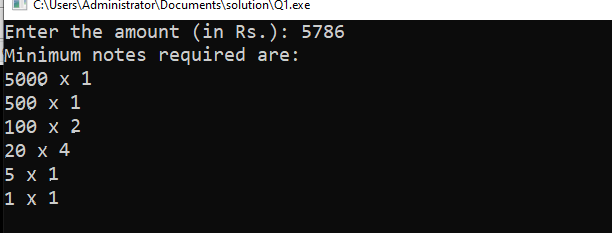 C:\Users\Administrator\Documents\solution\Q1.exe
Enter the amount (in Rs.): 5786
Minimum notes required are:
5000 x 1
500 x 1
100 x 2
20 x 4
5 x 1
1 x 1